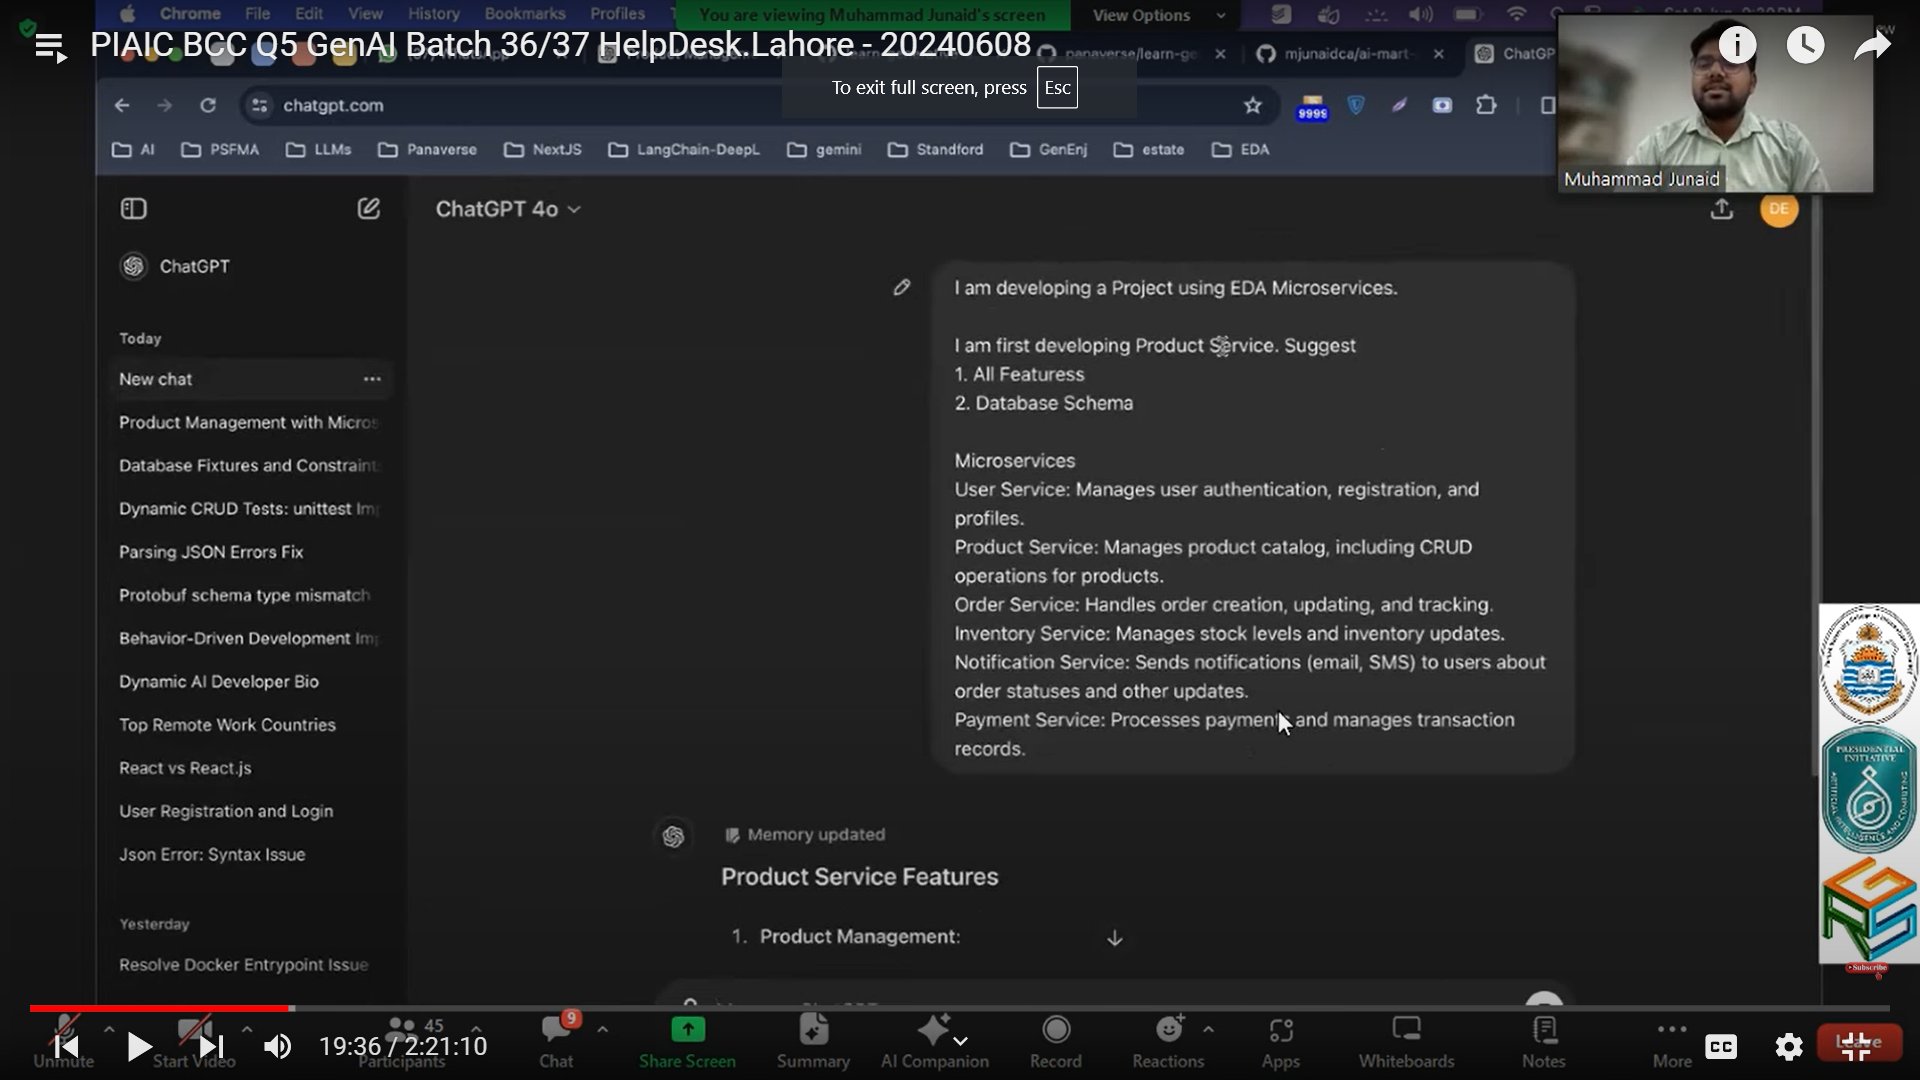 Chrome File Edit View History Bookmarks Profiles
You are viewing Muhammad Junaid's screen
View Options
PIAIC BCC Q5 GenAI Batch 36/37 HelpDesk.Lahore - 20240608
panaverse/learn-ge
mjunaidca/ai-mart-
ChatGP
To exit full screen, press Esc
chatgpt.com
9999
AI PSFMA LLMs Panaverse NextJS LangChain-DeepL gemini Standford GenEnj estate EDA
Muhammad Junaid
ChatGPT 4o
DE
ChatGPT
Today
New chat
Product Management with Micros
Database Fixtures and Constraint
Dynamic CRUD Tests: unittest Im
Parsing JSON Errors Fix
Protobuf schema type mismatch
Behavior-Driven Development Im
Dynamic AI Developer Bio
Top Remote Work Countries
React vs React.js
User Registration and Login
Json Error: Syntax Issue
Yesterday
Resolve Docker Entrypoint Issue
I am developing a Project using EDA Microservices.
I am first developing Product Service. Suggest
1. All Featuress
2. Database Schema
Microservices
User Service: Manages user authentication, registration, and
profiles.
Product Service: Manages product catalog, including CRUD
operations for products.
Order Service: Handles order creation, updating, and tracking.
Inventory Service: Manages stock levels and inventory updates.
Notification Service: Sends notifications (email, SMS) to users about
order statuses and other updates.
Payment Service: Processes payments and manages transaction
records.
Memory updated
Product Service Features
1. Product Management:
PRESIDENTIAL
INITIATIVE
Subscribe
45
9
Unmute Start Video Participants Chat Share Screen Summary AI Companion Record Reactions Apps Whiteboards Notes More Leave
19:36 / 2:21:10
CC